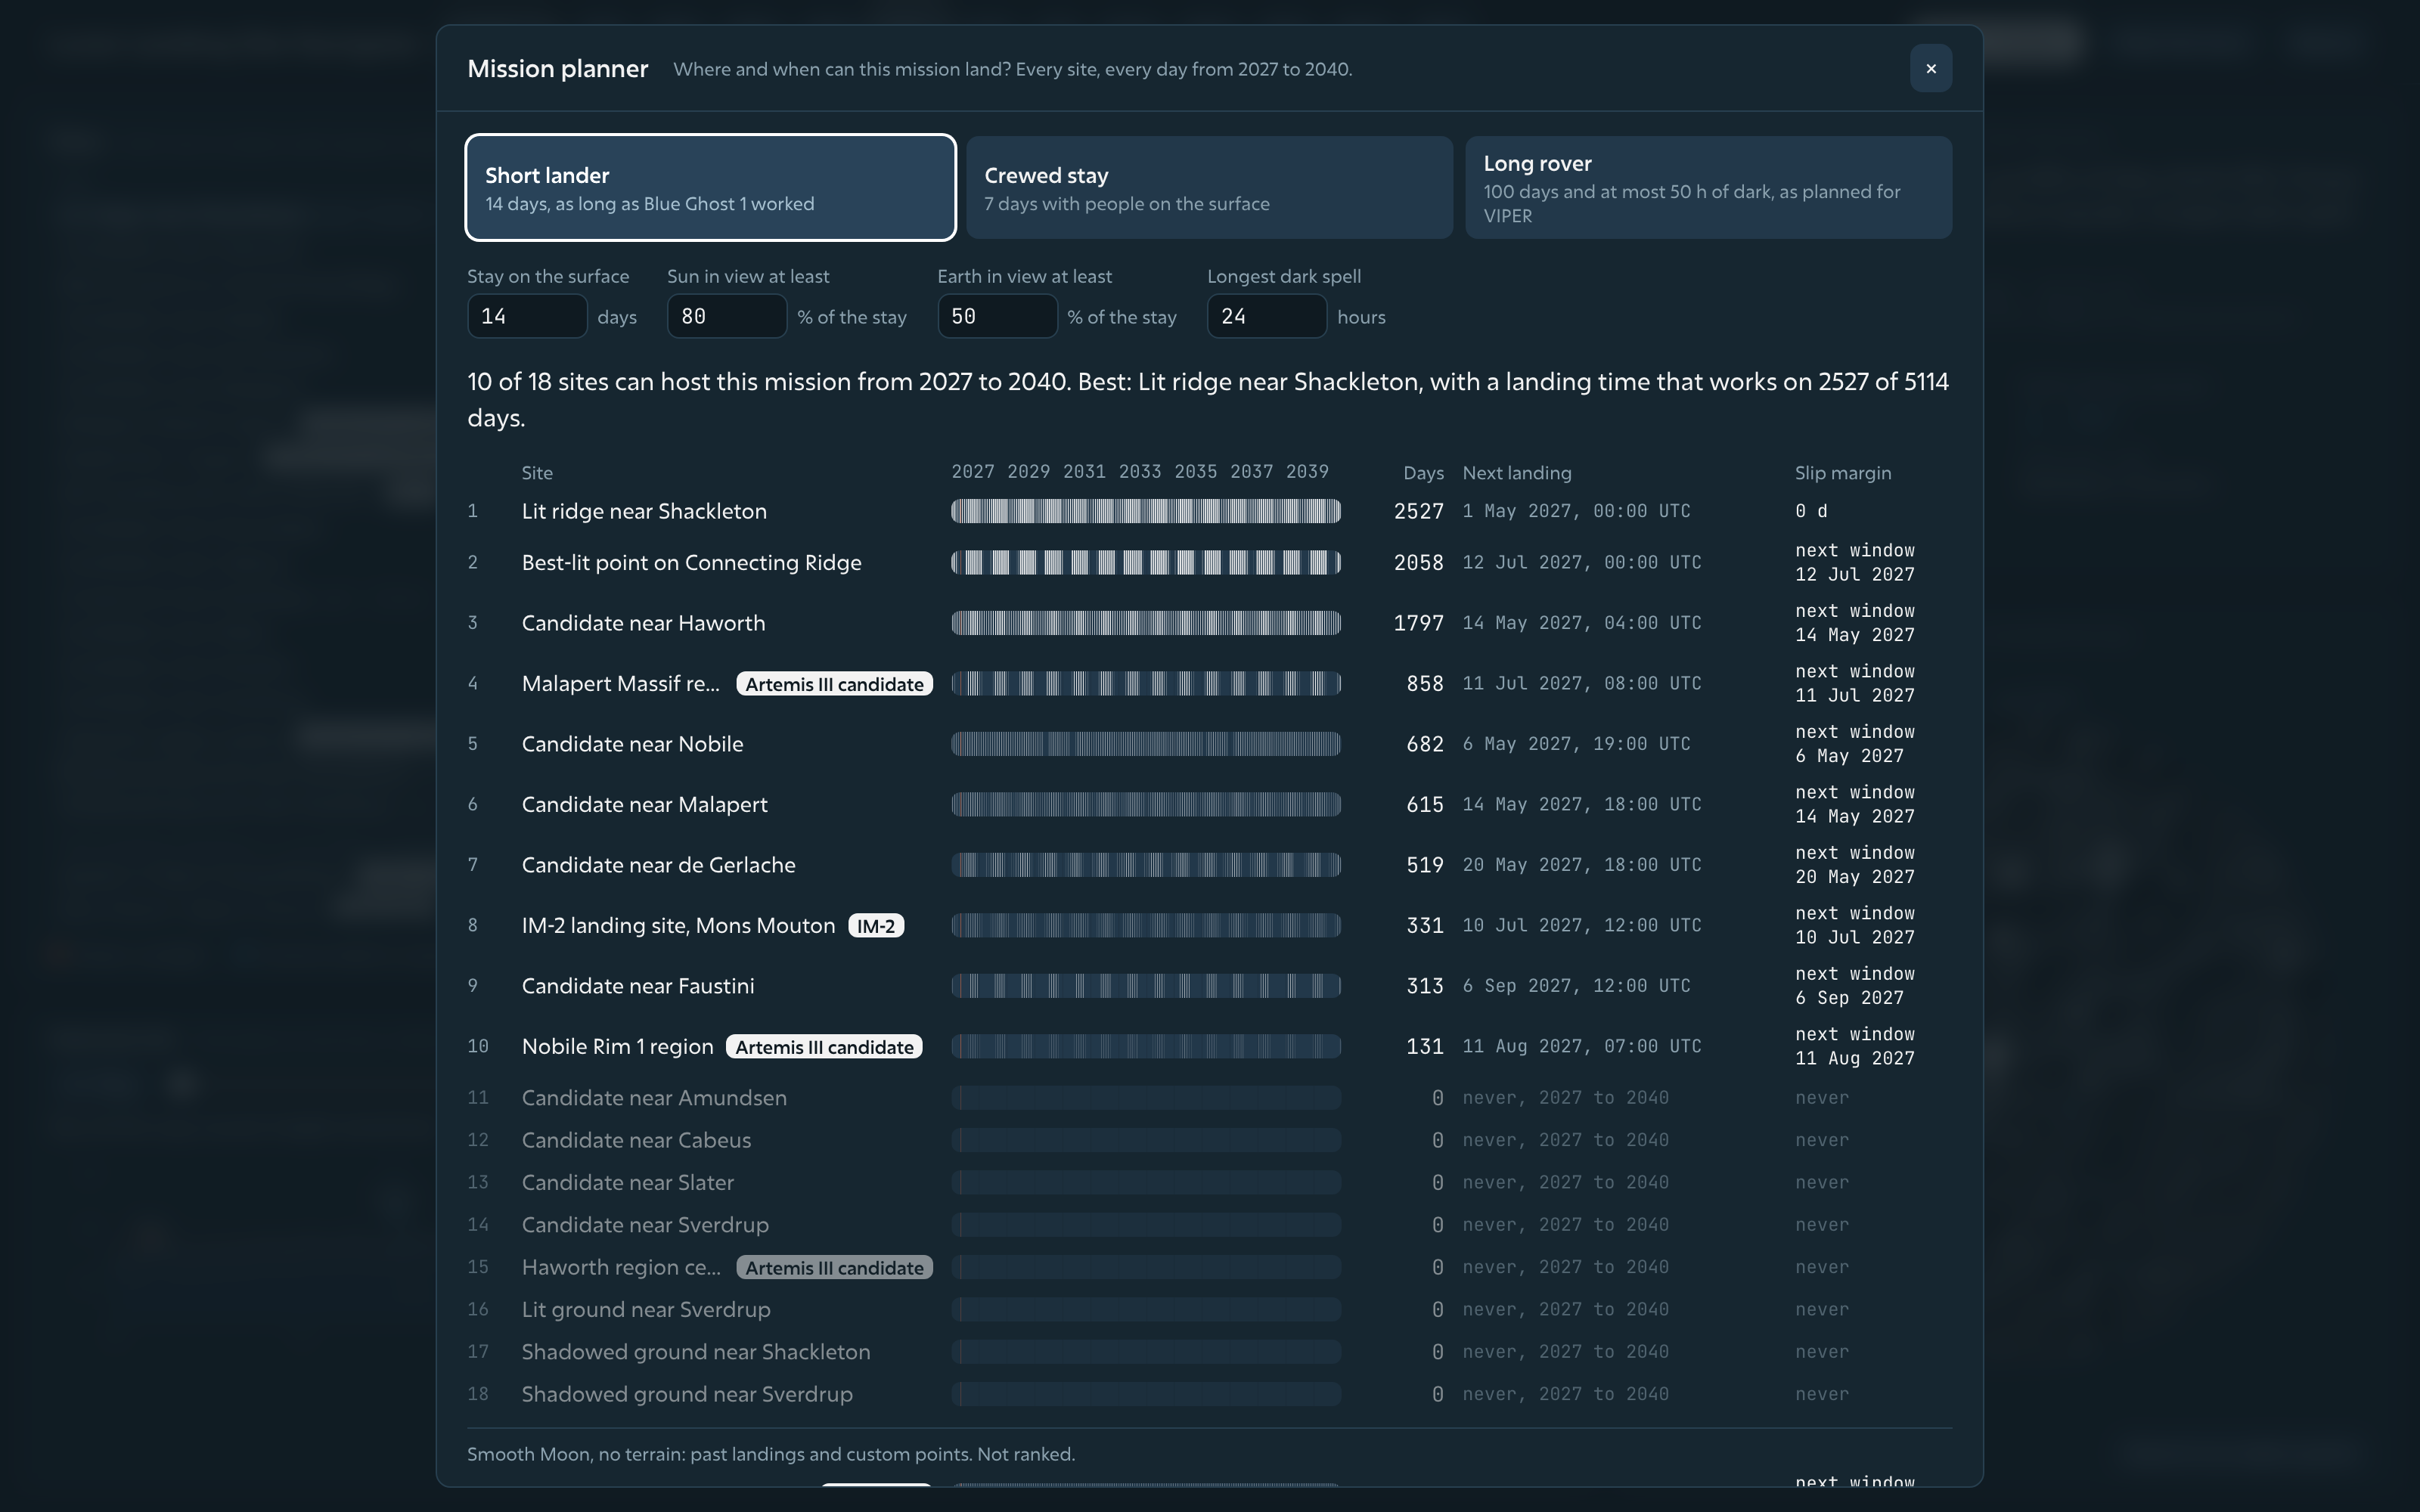 Mission planner Where and when can this mission land? Every site, every day from 2027 to 2040. ×
Short lander
14 days, as long as Blue Ghost 1 worked
Crewed stay
7 days with people on the surface
Long rover
100 days and at most 50 h of dark, as planned for
VIPER
Stay on the surface
14 days
Sun in view at least
80 % of the stay
Earth in view at least
50 % of the stay
Longest dark spell
24 hours
10 of 18 sites can host this mission from 2027 to 2040. Best: Lit ridge near Shackleton, with a landing time that works on 2527 of 5114
days.
Site 2027 2029 2031 2033 2035 2037 2039 Days Next landing Slip margin
1 Lit ridge near Shackleton 2527 1 May 2027, 00:00 UTC 0 d
2 Best-lit point on Connecting Ridge 2058 12 Jul 2027, 00:00 UTC next window
12 Jul 2027
3 Candidate near Haworth 1797 14 May 2027, 04:00 UTC next window
14 May 2027
4 Malapert Massif re... Artemis III candidate 858 11 Jul 2027, 08:00 UTC next window
11 Jul 2027
5 Candidate near Nobile 682 6 May 2027, 19:00 UTC next window
6 May 2027
6 Candidate near Malapert 615 14 May 2027, 18:00 UTC next window
14 May 2027
7 Candidate near de Gerlache 519 20 May 2027, 18:00 UTC next window
20 May 2027
8 IM-2 landing site, Mons Mouton IM-2 331 10 Jul 2027, 12:00 UTC next window
10 Jul 2027
9 Candidate near Faustini 313 6 Sep 2027, 12:00 UTC next window
6 Sep 2027
10 Nobile Rim 1 region Artemis III candidate 131 11 Aug 2027, 07:00 UTC next window
11 Aug 2027
11 Candidate near Amundsen 0 never, 2027 to 2040 never
12 Candidate near Cabeus 0 never, 2027 to 2040 never
13 Candidate near Slater 0 never, 2027 to 2040 never
14 Candidate near Sverdrup 0 never, 2027 to 2040 never
15 Haworth region ce... Artemis III candidate 0 never, 2027 to 2040 never
16 Lit ground near Sverdrup 0 never, 2027 to 2040 never
17 Shadowed ground near Shackleton 0 never, 2027 to 2040 never
18 Shadowed ground near Sverdrup 0 never, 2027 to 2040 never
Smooth Moon, no terrain: past landings and custom points. Not ranked.
next window